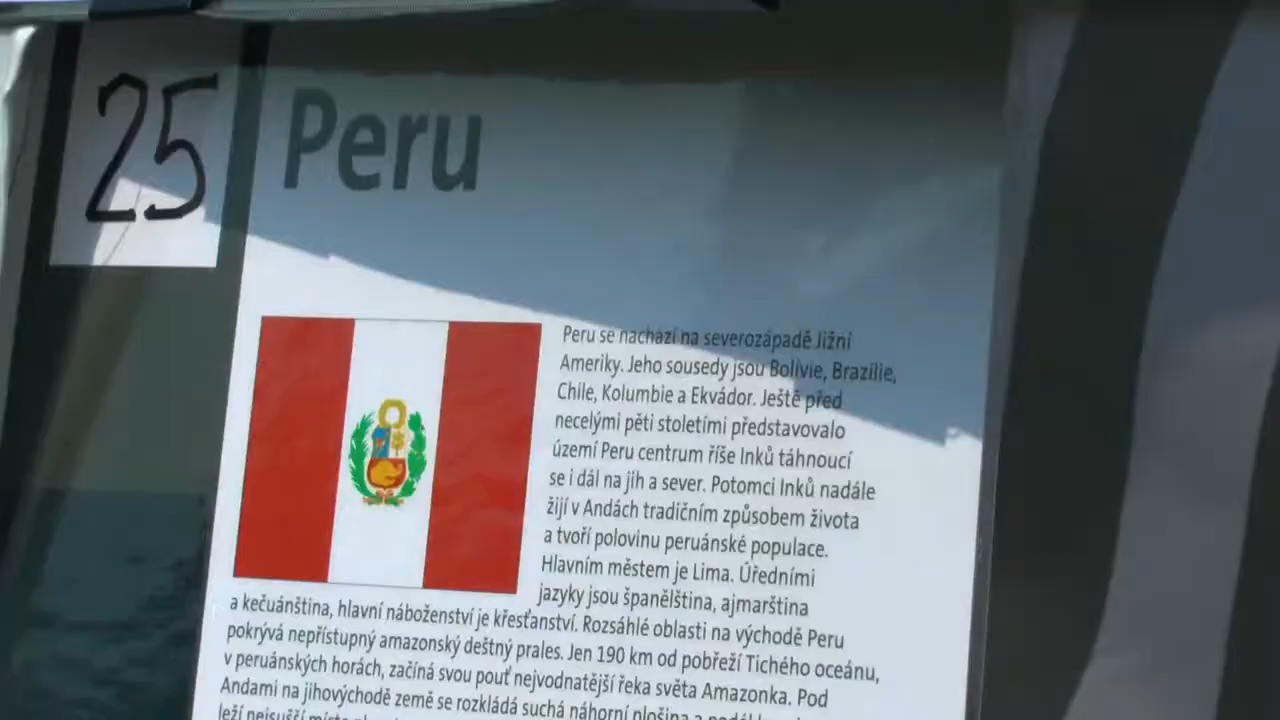 25
Peru
Peru se nachází na severozápadě Jižní
Ameriky. Jeho sousedy jsou Bolívie, Brazílie,
Chile, Kolumbie a Ekvádor. Ještě před
necelými pěti stoletími představovalo
území Peru centrum říše Inků táhnoucí
se i dál na jih a sever. Potomci Inků nadále
žijí v Andách tradičním způsobem života
a tvoří polovinu peruánské populace.
Hlavním městem je Lima. Úředními
jazyky jsou španělština, ajmarština
a kečuánština, hlavní náboženství je křesťanství. Rozsáhlé oblasti na východě Peru
pokrývá nepřístupný amazonský deštný prales. Jen 190 km od pobřeží Tichého oceánu,
v peruánských horách, začíná svou pouť nejvodnatější řeka světa Amazonka. Pod
Andami na jihovýchodě země se rozkládá suchá náhorní plošina a
leží nejsušší